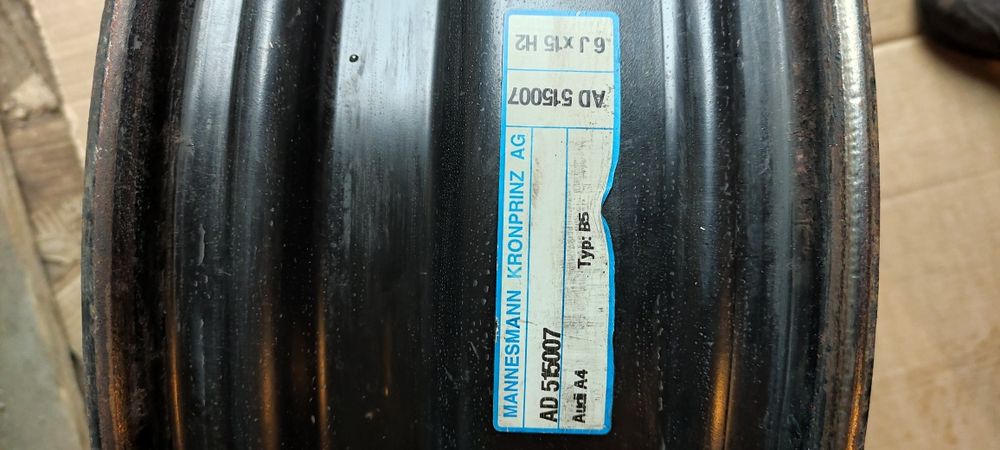 MANNESMANN KRONPRINZ AG
AD 515007
Audi A4
Typ: B5
AD 515007
6 J x 15 H2